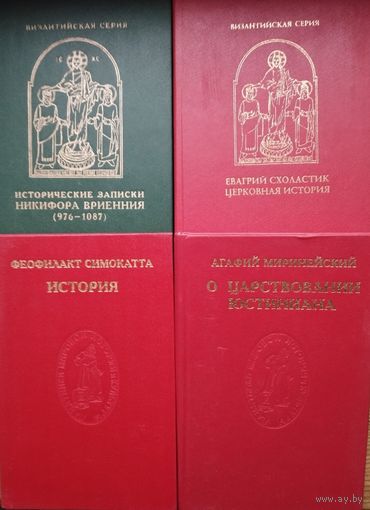 ВИЗАНТИЙСКАЯ СЕРИЯ
IC XC
ИСТОРИЧЕСКИЕ ЗАПИСКИ
НИКИФОРА ВРИЕННИЯ
(976–1087)
ВИЗАНТИЙСКАЯ СЕРИЯ
ЕВАГРИЙ СХОЛАСТИК
ЦЕРКОВНАЯ ИСТОРИЯ
ФЕОФИЛАКТ СИМОКАТТА
ИСТОРИЯ
АГАФИЙ МИРИНЕЙСКИЙ
О ЦАРСТВОВАНИИ
ЮСТИНИАНА
www.ay.by